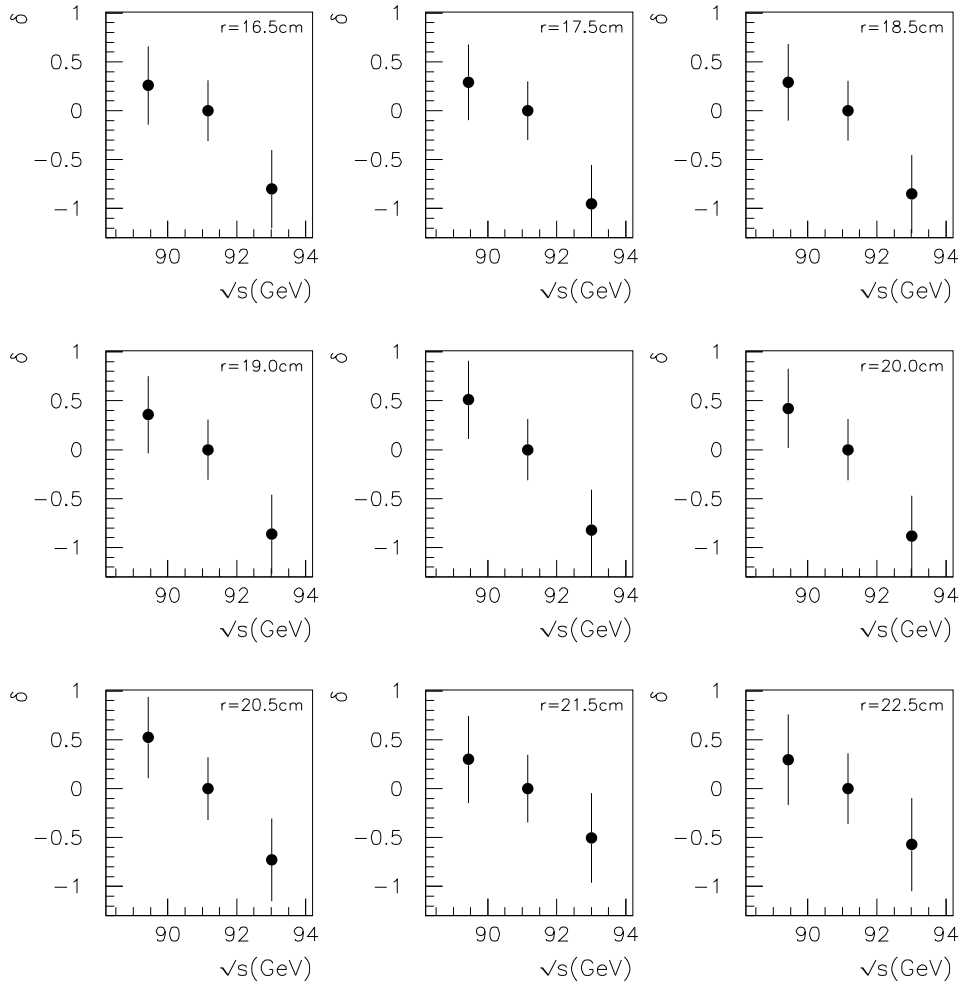 δ 1 r=16.5cm
0.5
0
−0.5
−1
90 92 94
√s(GeV)
δ 1 r=17.5cm
0.5
0
−0.5
−1
90 92 94
√s(GeV)
δ 1 r=18.5cm
0.5
0
−0.5
−1
90 92 94
√s(GeV)
δ 1 r=19.0cm
0.5
0
−0.5
−1
90 92 94
√s(GeV)
δ 1
0.5
0
−0.5
−1
90 92 94
√s(GeV)
δ 1 r=20.0cm
0.5
0
−0.5
−1
90 92 94
√s(GeV)
δ 1 r=20.5cm
0.5
0
−0.5
−1
90 92 94
√s(GeV)
δ 1 r=21.5cm
0.5
0
−0.5
−1
90 92 94
√s(GeV)
δ 1 r=22.5cm
0.5
0
−0.5
−1
90 92 94
√s(GeV)